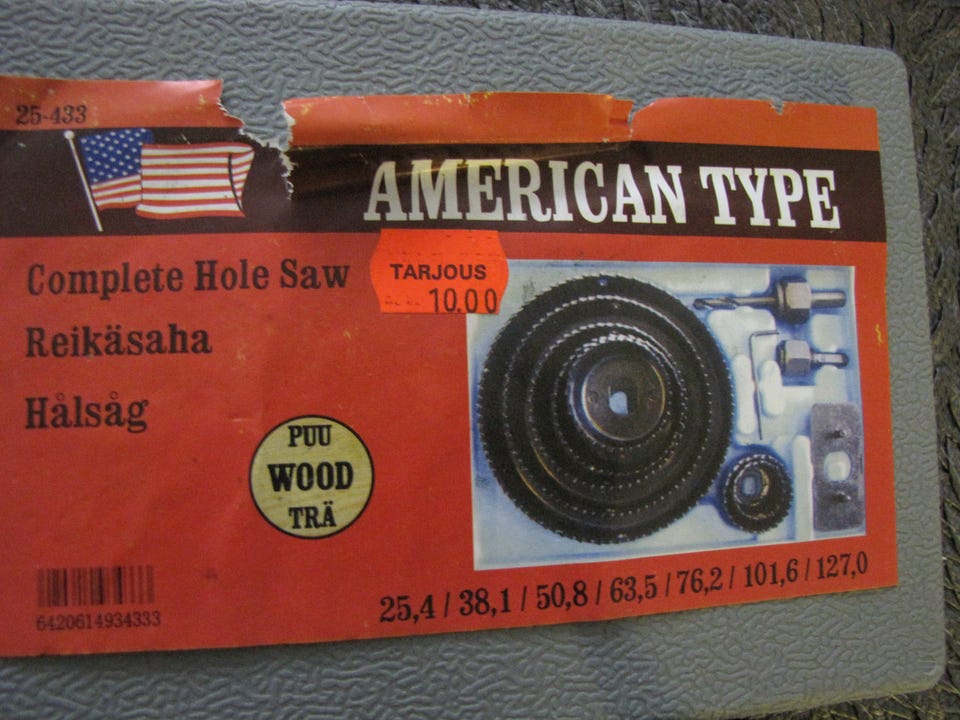 25-433
AMERICAN TYPE
Complete Hole Saw
TARJOUS
10.00
Reikäsaha
Hålsåg
PUU
WOOD
TRÄ
25,4 / 38,1 / 50,8 / 63,5 / 76,2 / 101,6 / 127,0
6420614934333